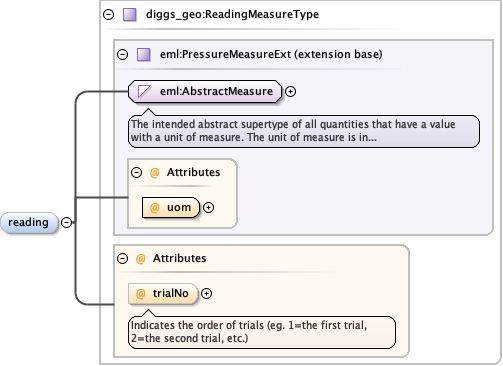 diggs_geo:ReadingMeasureType
eml:PressureMeasureExt (extension base)
eml:AbstractMeasure
The intended abstract supertype of all quantities that have a value
with a unit of measure. The unit of measure is in...
@ Attributes
@ uom
reading
@ Attributes
@ trialNo
Indicates the order of trials (eg. 1=the first trial,
2=the second trial, etc.)